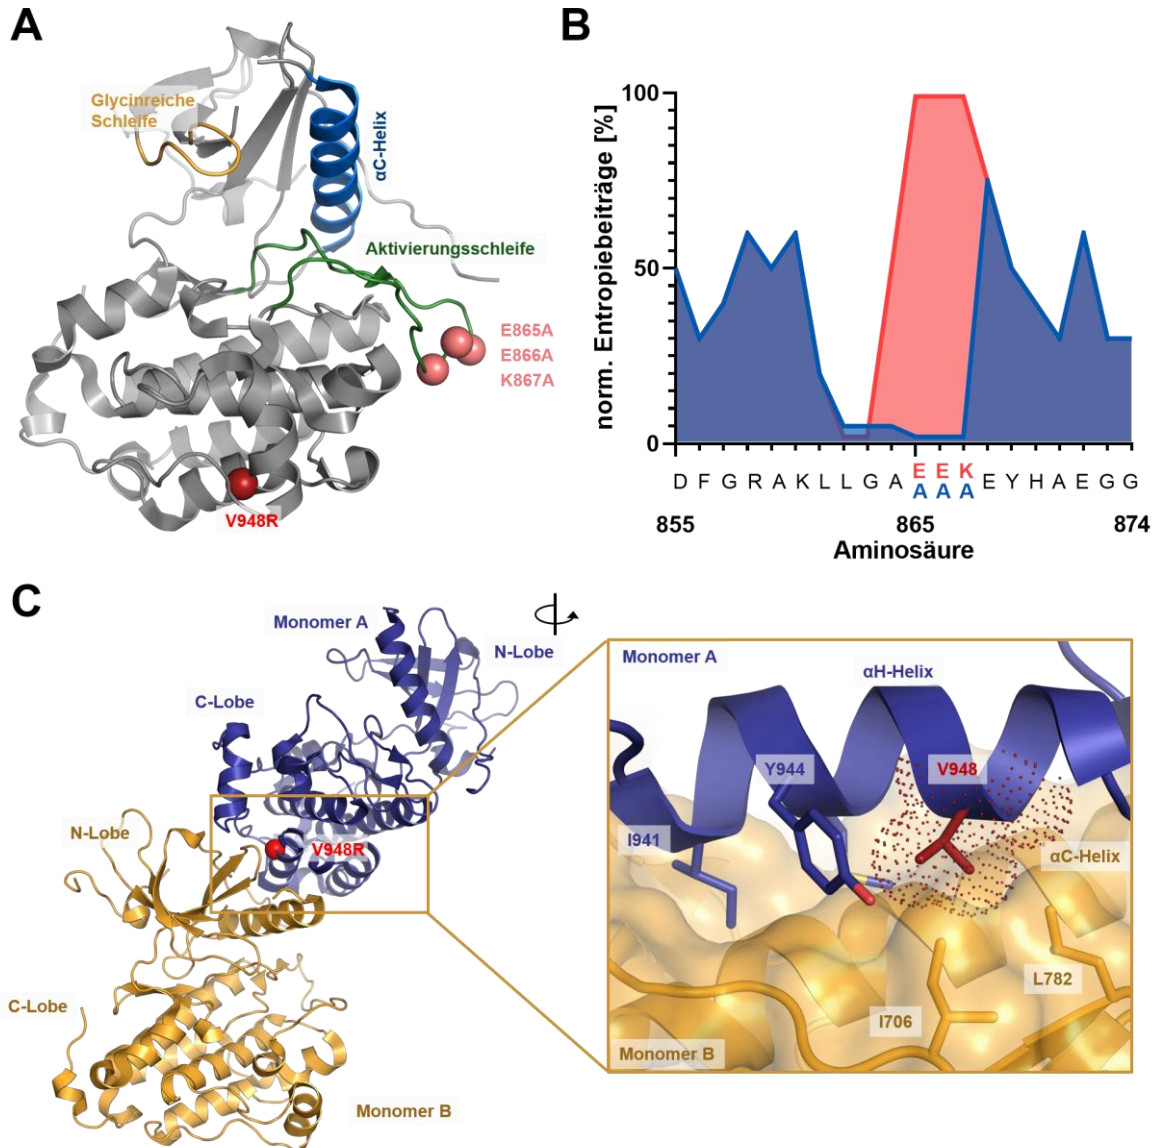 A
Glycinreiche
Schleife
αC-Helix
Aktivierungsschleife
E865A
E866A
K867A
V948R
B
norm. Entropiebeiträge [%]
100
50
0
D F G R A K L L G A E E K E Y H A E G G
A A A
855 865 874
Aminosäure
C
Monomer A
N-Lobe
C-Lobe
N-Lobe
V948R
C-Lobe
Monomer B
Monomer A
αH-Helix
Y944
V948
I941
αC-Helix
L782
I706
Monomer B